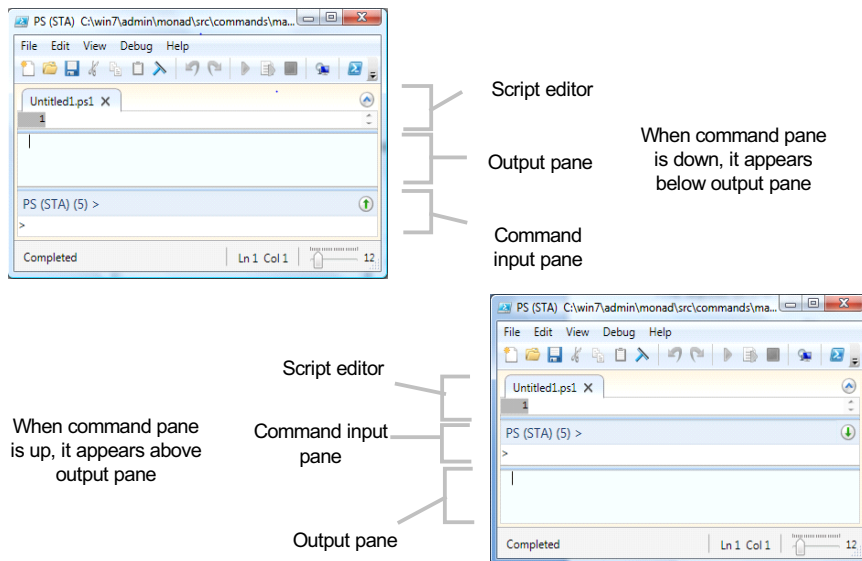 PS (STA) C:\win7\admin\monad\src\commands\ma...
File Edit View Debug Help
Untitled1.ps1 X
1
PS (STA) (5) >
>
Completed
Ln 1 Col 1
12
Script editor
Output pane
Command
input pane
When command pane
is down, it appears
below output pane
When command pane
is up, it appears above
output pane
Script editor
Command input
pane
Output pane
PS (STA) C:\win7\admin\monad\src\commands\ma...
File Edit View Debug Help
Untitled1.ps1 X
1
PS (STA) (5) >
>
Completed
Ln 1 Col 1
12